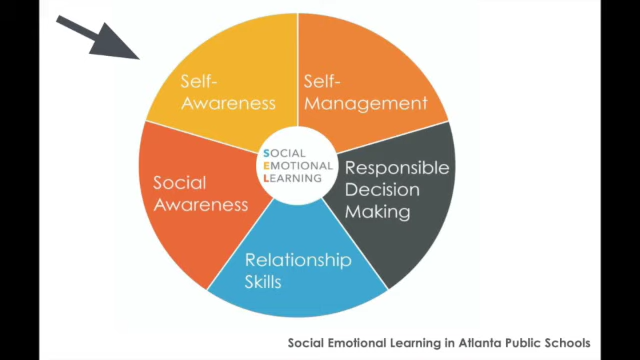 Self-
Awareness
Self-
Management
SOCIAL
EMOTIONAL
LEARNING
Responsible
Decision
Making
Social
Awareness
Relationship
Skills
Social Emotional Learning in Atlanta Public Schools